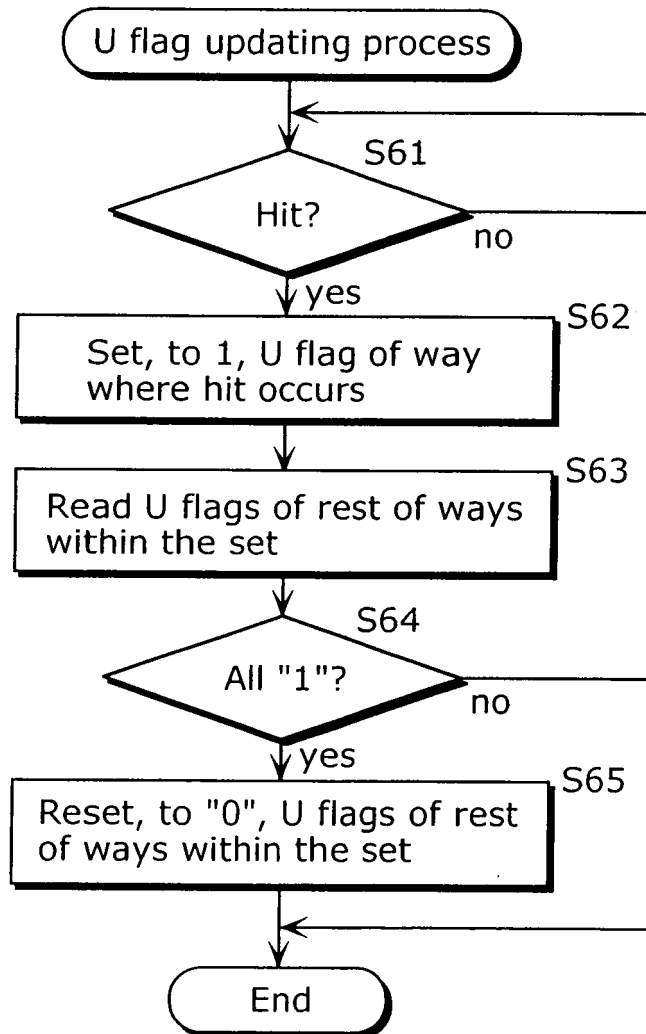 U flag updating process
S61
Hit?
no
yes
S62
Set, to 1, U flag of way
where hit occurs
S63
Read U flags of rest of ways
within the set
S64
All "1"?
no
yes
S65
Reset, to "0", U flags of rest
of ways within the set
End